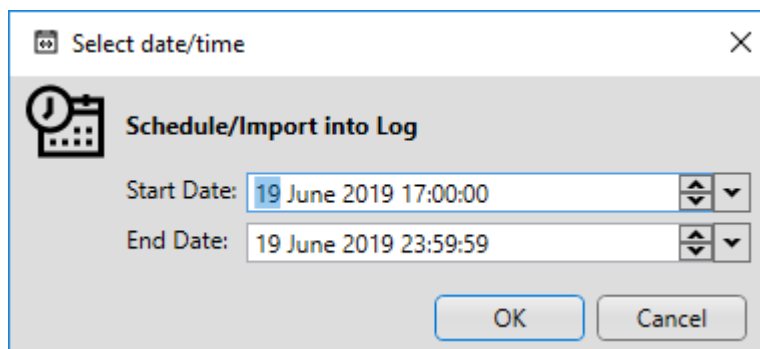 Select date/time
Schedule/Import into Log
Start Date: 19 June 2019 17:00:00
End Date: 19 June 2019 23:59:59
OK Cancel